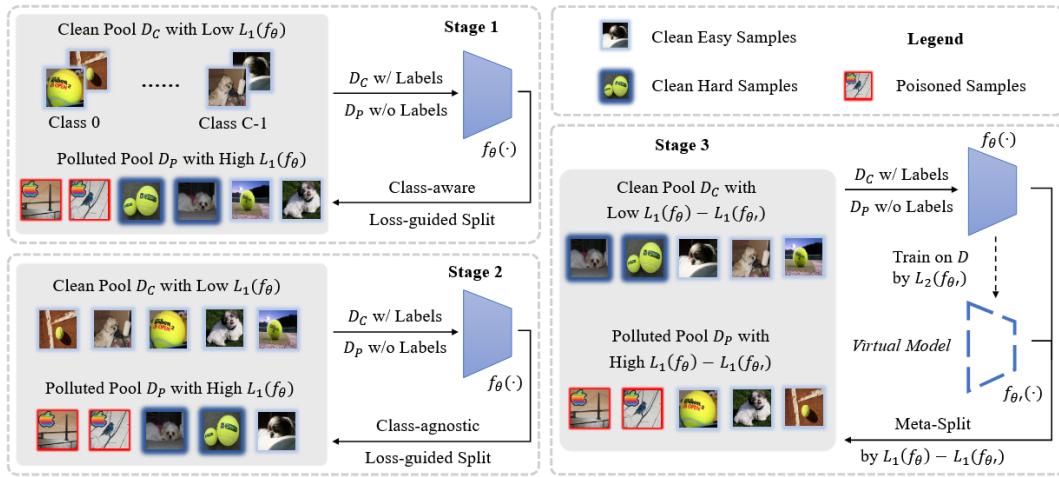 Stage 1
Clean Pool D_C with Low L_1(f_θ)
......
Class 0
Class C-1
Polluted Pool D_P with High L_1(f_θ)
D_C w/ Labels
D_P w/o Labels
f_θ(·)
Class-aware
Loss-guided Split
Stage 2
Clean Pool D_C with Low L_1(f_θ)
Polluted Pool D_P with High L_1(f_θ)
D_C w/ Labels
D_P w/o Labels
f_θ(·)
Class-agnostic
Loss-guided Split
Clean Easy Samples
Legend
Clean Hard Samples
Poisoned Samples
Stage 3
Clean Pool D_C with
Low L_1(f_θ) − L_1(f_θ′)
Polluted Pool D_P with
High L_1(f_θ) − L_1(f_θ′)
D_C w/ Labels
D_P w/o Labels
f_θ(·)
Train on D
by L_2(f_θ′)
Virtual Model
f_θ′(·)
Meta-Split
by L_1(f_θ) − L_1(f_θ′)